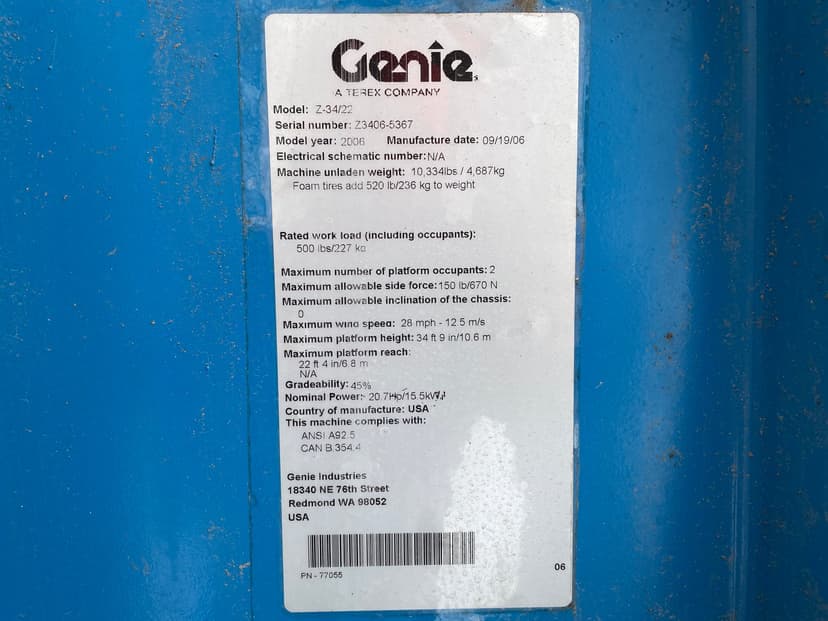 Genie
A TEREX COMPANY
Model: Z-34/22
Serial number: Z3406-5367
Model year: 2006 Manufacture date: 09/19/06
Electrical schematic number: N/A
Machine unladen weight: 10,334lbs / 4,687kg
Foam tires add 520 lb/236 kg to weight
Rated work load (including occupants):
500 lbs/227 kg
Maximum number of platform occupants: 2
Maximum allowable side force: 150 lb/670 N
Maximum allowable inclination of the chassis:
0
Maximum wind speed: 28 mph - 12.5 m/s
Maximum platform height: 34 ft 9 in/10.6 m
Maximum platform reach:
22 ft 4 in/6.8 m
N/A
Gradeability: 45%
Nominal Power: 20.7Hp/15.5kW
Country of manufacture: USA
This machine complies with:
ANSI A92.5
CAN B.354.4
Genie Industries
18340 NE 76th Street
Redmond WA 98052
USA
PN - 77055
06